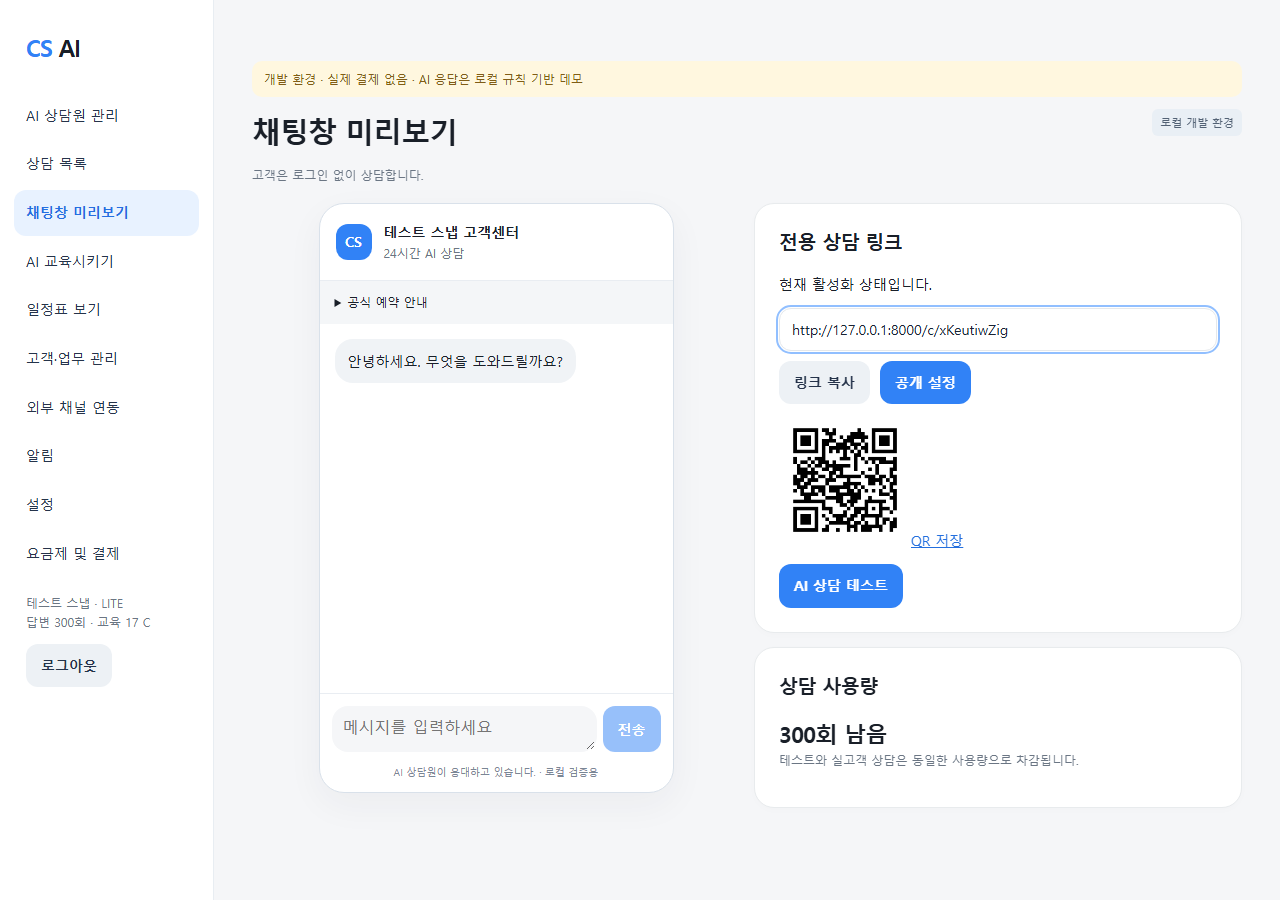 CS AI
AI 상담원 관리
상담 목록
채팅창 미리보기
AI 교육시키기
일정표 보기
고객·업무 관리
외부 채널 연동
알림
설정
요금제 및 결제
테스트 스냅 · LITE
답변 300회 · 교육 17 C
로그아웃
개발 환경 · 실제 결제 없음 · AI 응답은 로컬 규칙 기반 데모
채팅창 미리보기
로컬 개발 환경
고객은 로그인 없이 상담합니다.
CS
테스트 스냅 고객센터
24시간 AI 상담
▶ 공식 예약 안내
안녕하세요. 무엇을 도와드릴까요?
메시지를 입력하세요
전송
AI 상담원이 응대하고 있습니다. · 로컬 검증용
전용 상담 링크
현재 활성화 상태입니다.
http://127.0.0.1:8000/c/xKeutiwZig
링크 복사
공개 설정
QR 저장
AI 상담 테스트
상담 사용량
300회 남음
테스트와 실고객 상담은 동일한 사용량으로 차감됩니다.